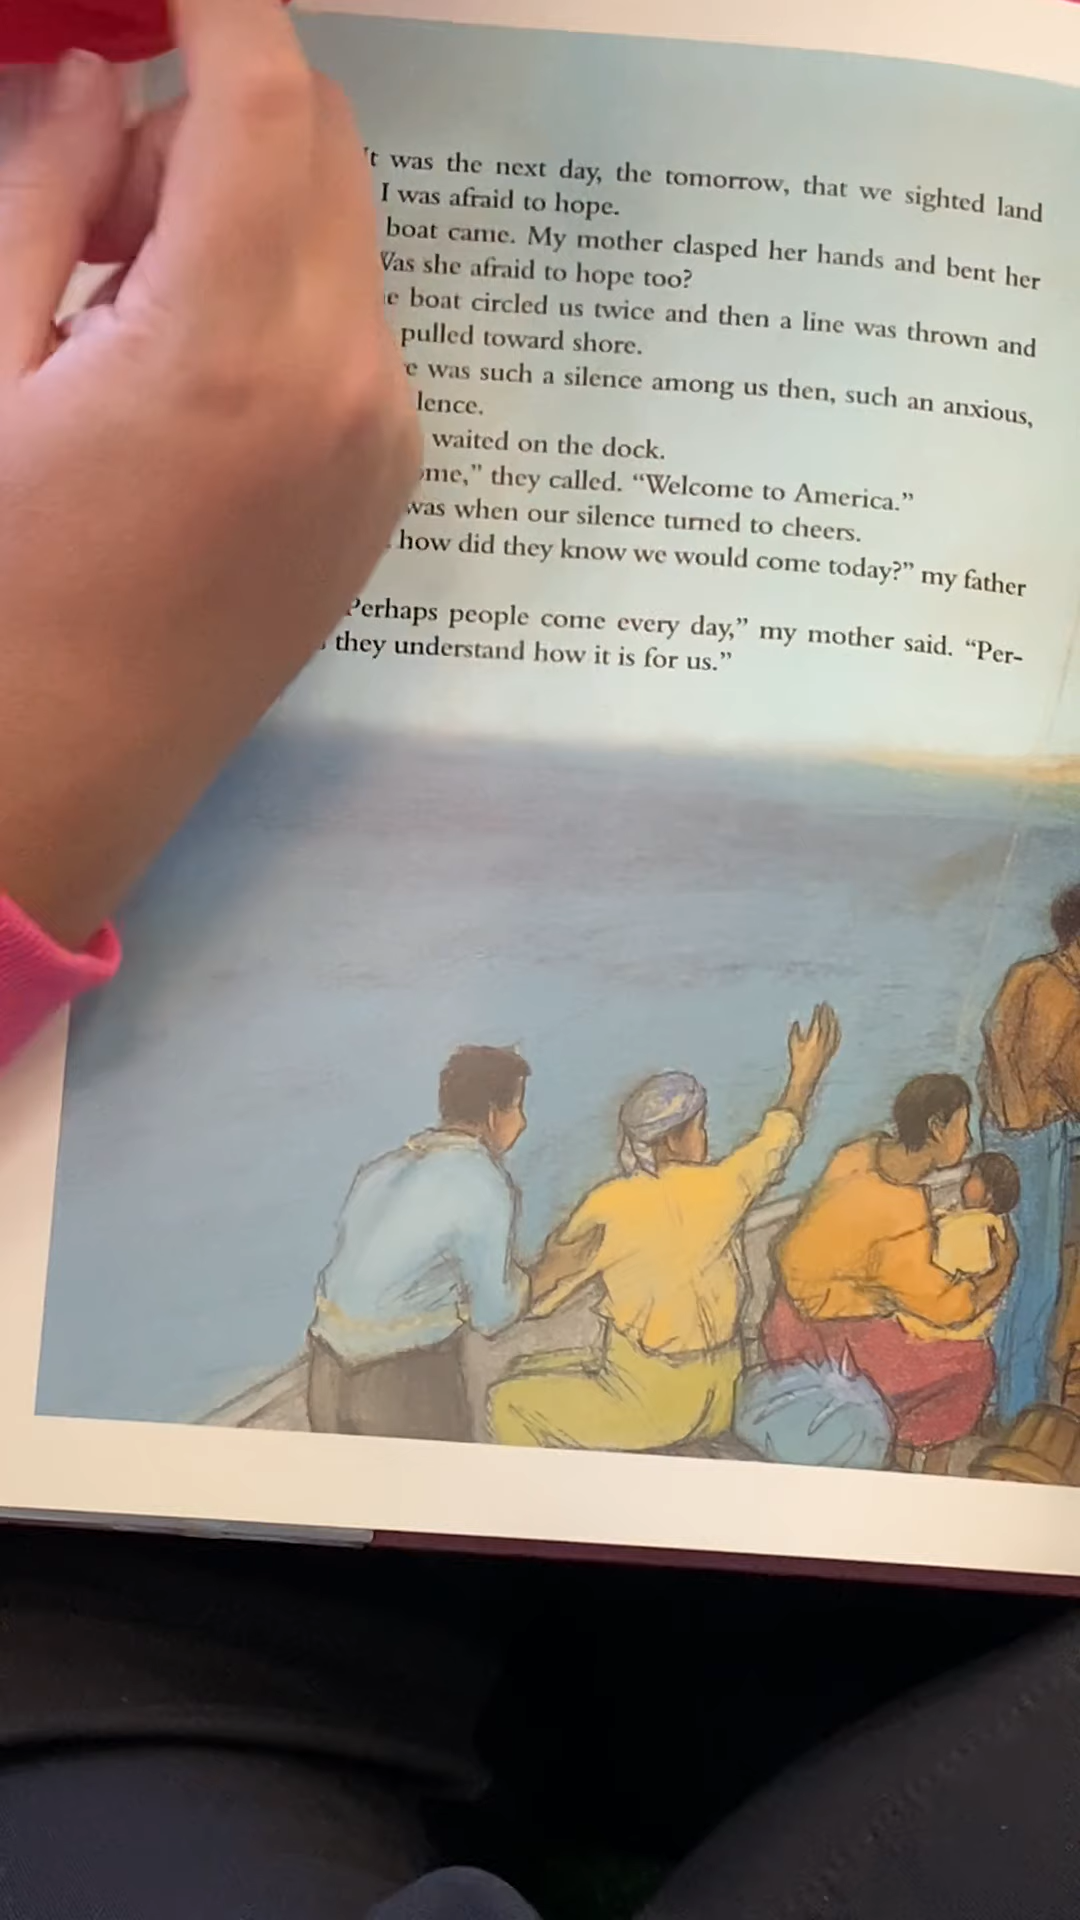 was the next day, the tomorrow, that we sighted land
I was afraid to hope.
boat came. My mother clasped her hands and bent her
Was she afraid to hope too?
boat circled us twice and then a line was thrown and
pulled toward shore.
was such a silence among us then, such an anxious,
waited on the dock.
they called. “Welcome to America.”
was when our silence turned to cheers.
how did they know we would come today?” my father
Perhaps people come every day,” my mother said. “Per-
they understand how it is for us.”